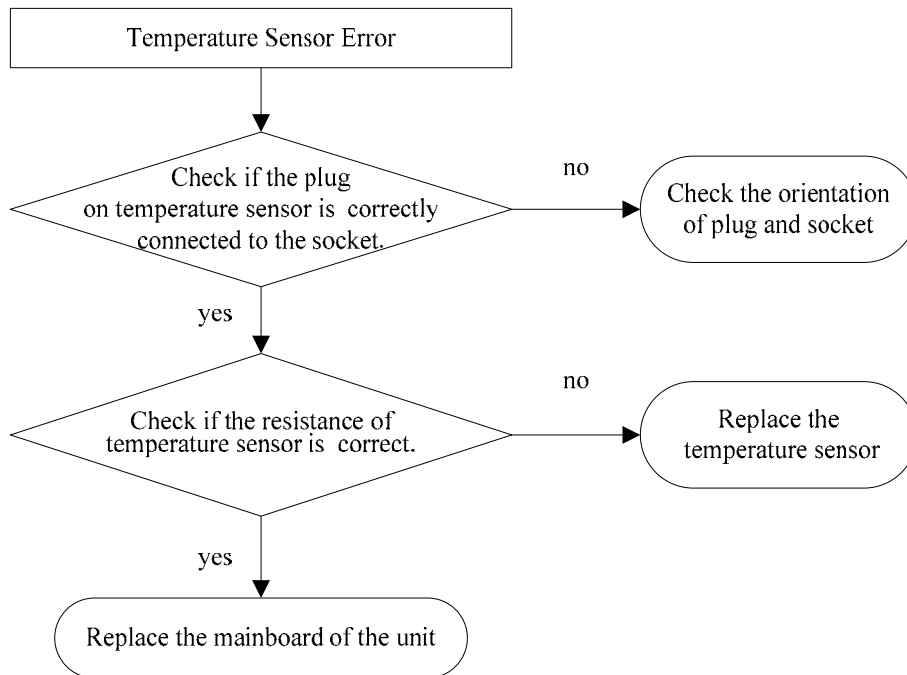 Temperature Sensor Error
Check if the plug
on temperature sensor is correctly
connected to the socket.
no
Check the orientation
of plug and socket
yes
Check if the resistance of
temperature sensor is correct.
no
Replace the
temperature sensor
yes
Replace the mainboard of the unit